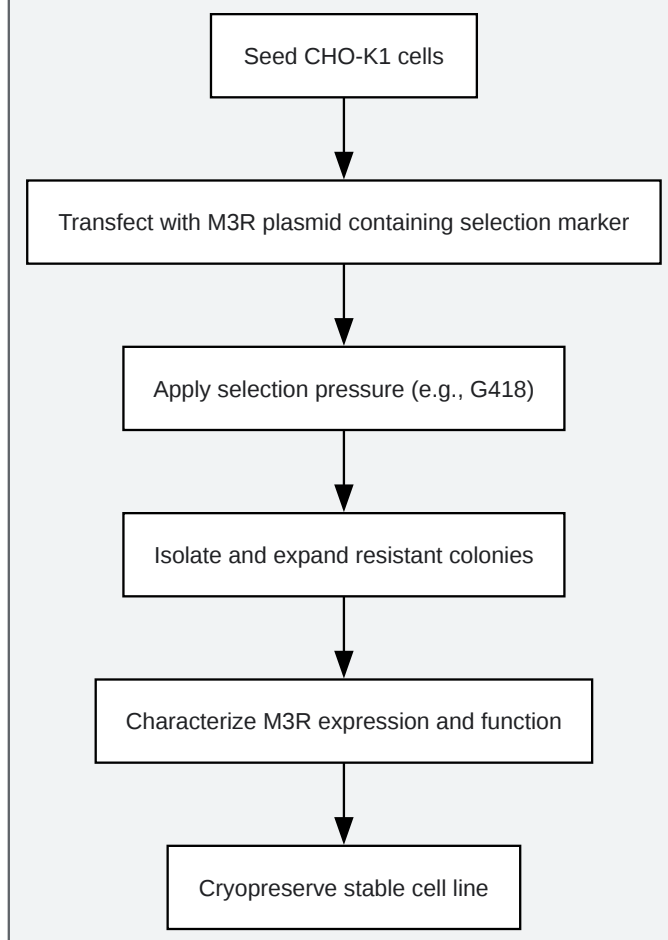 Seed CHO-K1 cells
Transfect with M3R plasmid containing selection marker
Apply selection pressure (e.g., G418)
Isolate and expand resistant colonies
Characterize M3R expression and function
Cryopreserve stable cell line